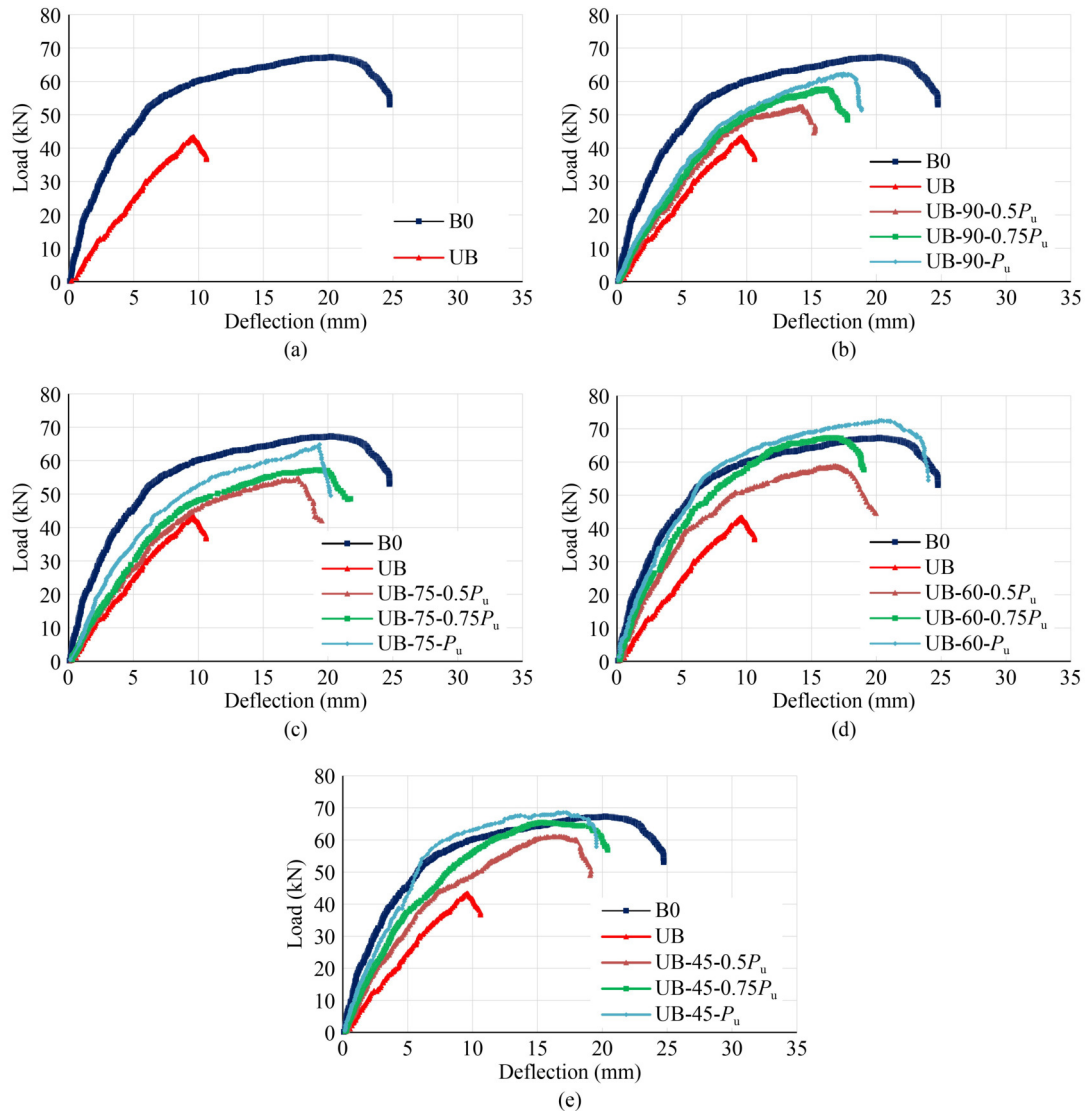 80
70
60
50
40
30
20
10
0
Load (kN)
B0
UB
0 5 10 15 20 25 30 35
Deflection (mm)
(a)
80
70
60
50
40
30
20
10
0
Load (kN)
B0
UB
UB-90-0.5Pu
UB-90-0.75Pu
UB-90-Pu
0 5 10 15 20 25 30 35
Deflection (mm)
(b)
80
70
60
50
40
30
20
10
0
Load (kN)
B0
UB
UB-75-0.5Pu
UB-75-0.75Pu
UB-75-Pu
0 5 10 15 20 25 30 35
Deflection (mm)
(c)
80
70
60
50
40
30
20
10
0
Load (kN)
B0
UB
UB-60-0.5Pu
UB-60-0.75Pu
UB-60-Pu
0 5 10 15 20 25 30 35
Deflection (mm)
(d)
80
70
60
50
40
30
20
10
0
Load (kN)
B0
UB
UB-45-0.5Pu
UB-45-0.75Pu
UB-45-Pu
0 5 10 15 20 25 30 35
Deflection (mm)
(e)